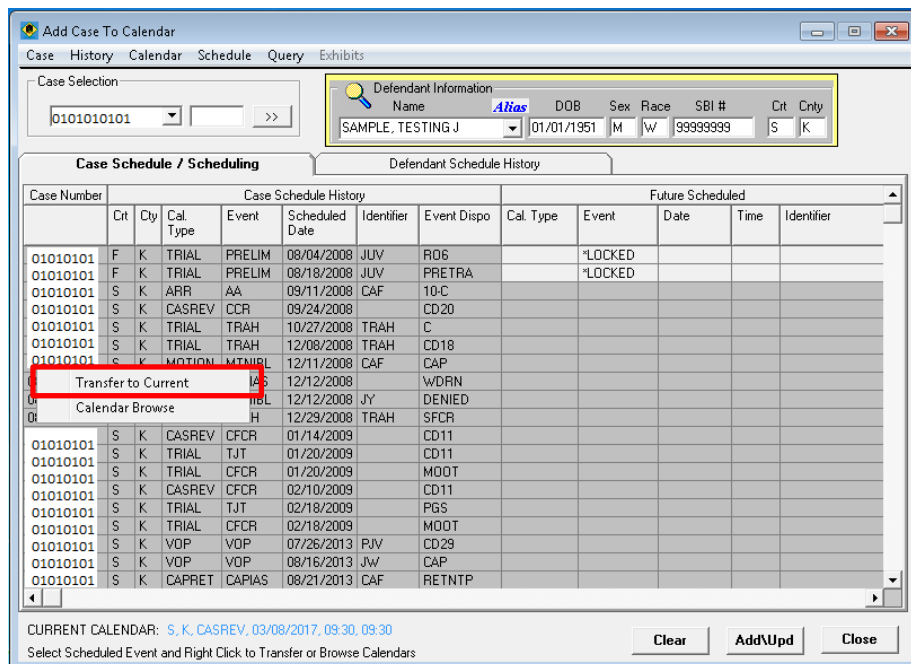 Add Case To Calendar
Case History Calendar Schedule Query Exhibits
Case Selection
Defendant Information
Name Alias DOB Sex Race SBI # Crt Cnty
0101010101 >> SAMPLE, TESTING J 01/01/1951 M W 99999999 S K
Case Schedule / Scheduling Defendant Schedule History
Case Number Case Schedule History Future Scheduled
Crt Cty Cal. Type Event Scheduled Date Identifier Event Dispo Cal. Type Event Date Time Identifier
01010101 F K TRIAL PRELIM 08/04/2008 JUV RO6 *LOCKED
01010101 F K TRIAL PRELIM 08/18/2008 JUV PRETRA *LOCKED
01010101 S K ARR AA 09/11/2008 CAF 10-C
01010101 S K CASREV CCR 09/24/2008 CD20
01010101 S K TRIAL TRAH 10/27/2008 TRAH C
01010101 S K TRIAL TRAH 12/08/2008 TRAH CD18
01010101 S K MOTION MTNIBL 12/11/2008 CAF CAP
Transfer to Current 12/12/2008 WDRN
12/12/2008 JY DENIED
Calendar Browse 12/29/2008 TRAH SFCR
01010101 S K CASREV CFCR 01/14/2009 CD11
01010101 S K TRIAL TJT 01/20/2009 CD11
01010101 S K TRIAL CFCR 01/20/2009 MOOT
01010101 S K CASREV CFCR 02/10/2009 CD11
01010101 S K TRIAL TJT 02/18/2009 PGS
01010101 S K TRIAL CFCR 02/18/2009 MOOT
01010101 S K VOP VOP 07/26/2013 PJV CD29
01010101 S K VOP VOP 08/16/2013 JW CAP
01010101 S K CAPRET CAPIAS 08/21/2013 CAF RETNTP
CURRENT CALENDAR: S, K, CASREV, 03/08/2017, 09:30, 09:30
Select Scheduled Event and Right Click to Transfer or Browse Calendars
Clear Add\Upd Close